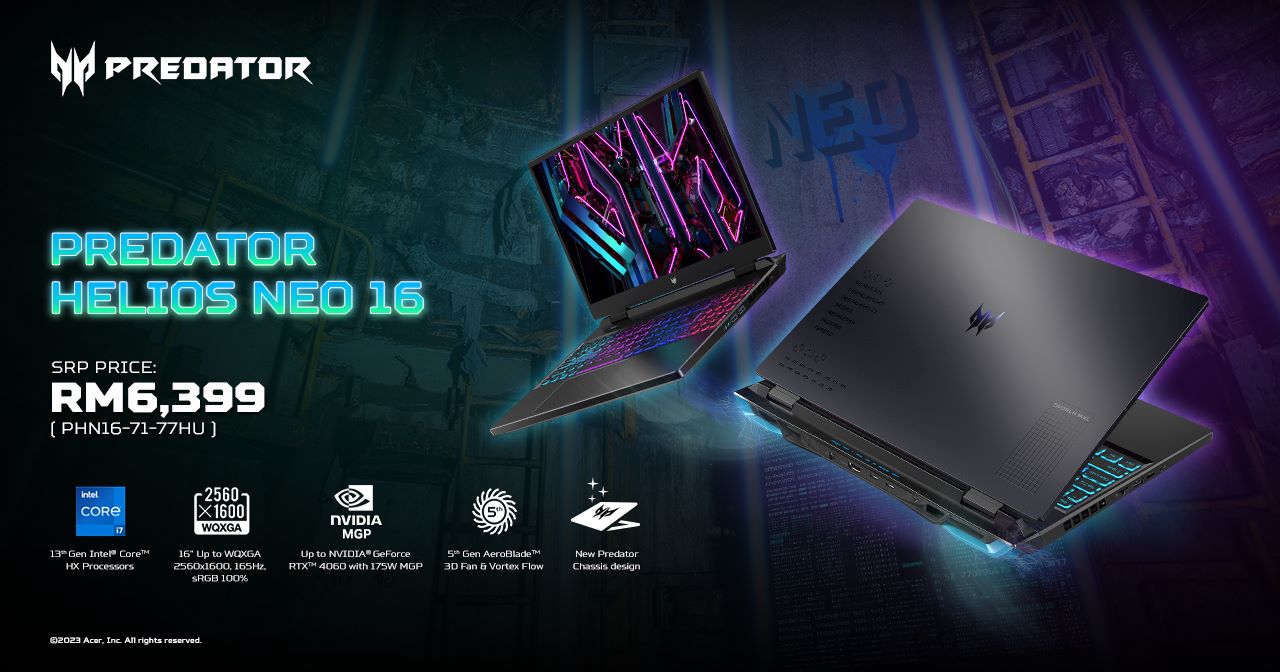 PREDATOR
NEO
PREDATOR
HELIOS NEO 16
SRP PRICE:
RM6,399
( PHN16-71-77HU )
intel.
CORE
i7
13th Gen Intel® Core™
HX Processors
2560
×1600
WQXGA
16" Up to WQXGA
2560x1600, 165Hz,
sRGB 100%
NVIDIA
MGP
Up to NVIDIA® GeForce
RTX™ 4060 with 175W MGP
5th
5th Gen AeroBlade™
3D Fan & Vortex Flow
New Predator
Chassis design
©2023 Acer, Inc. All rights reserved.